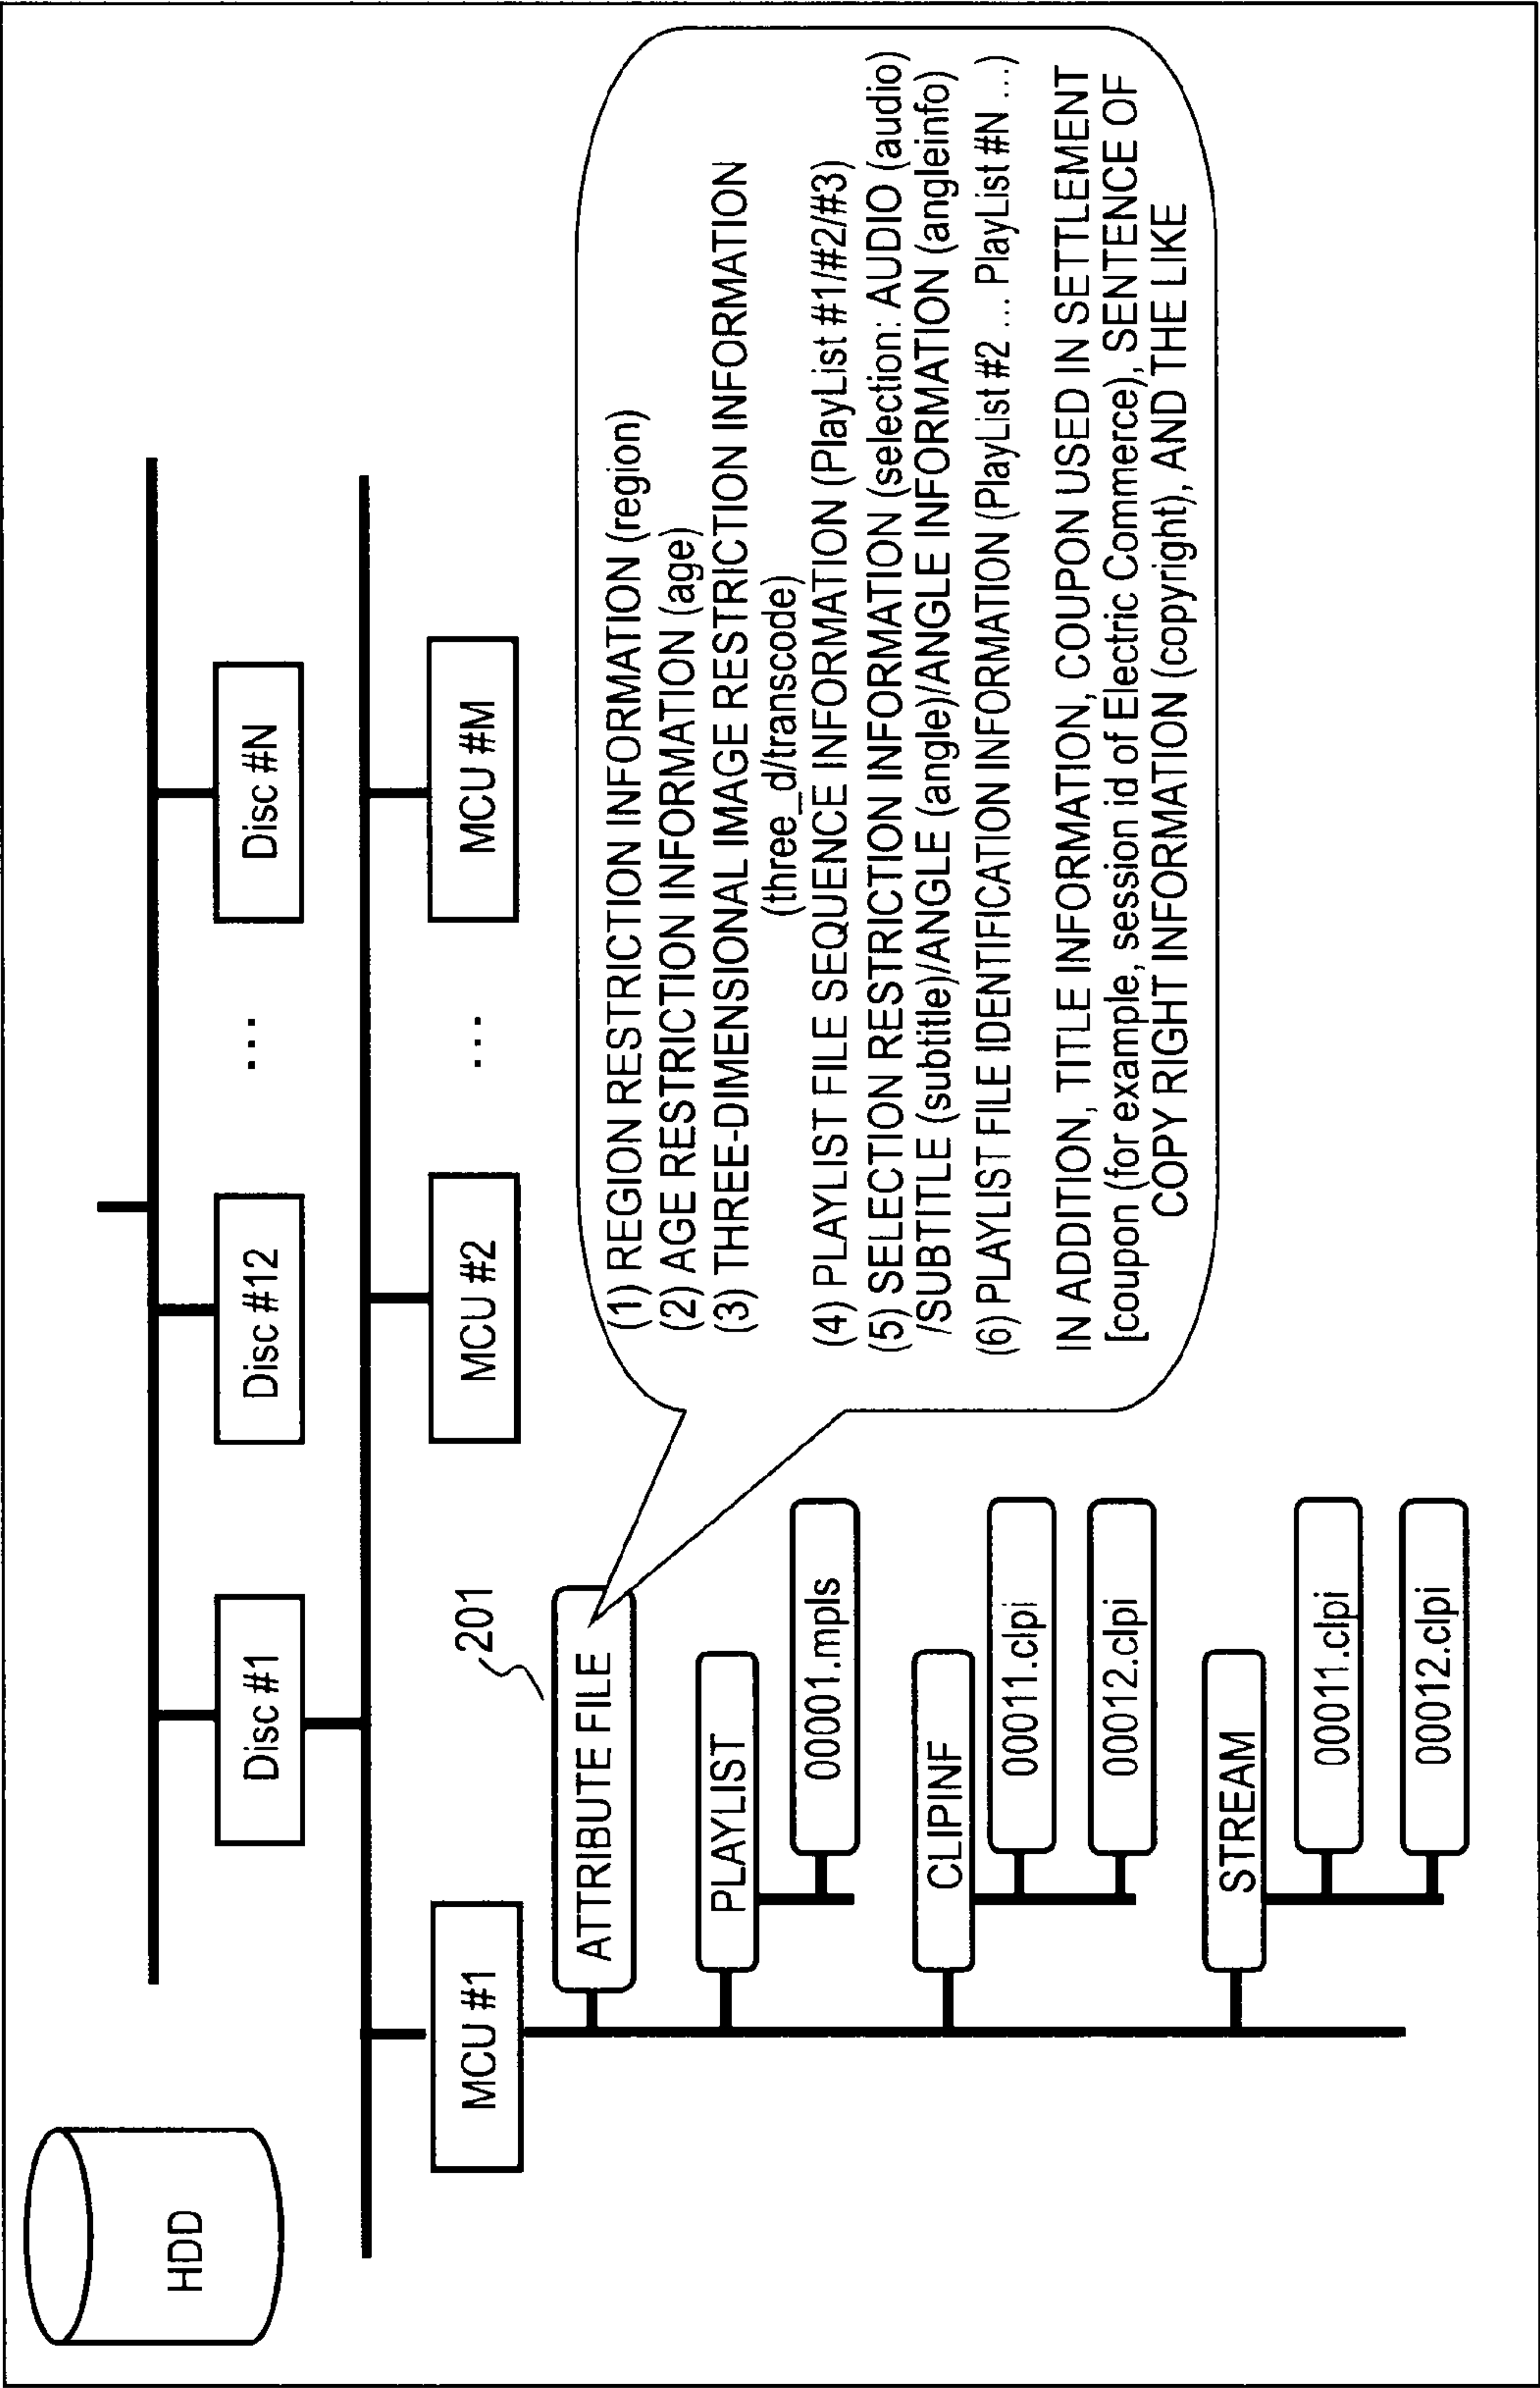 HDD
Disc #1
Disc #12
...
Disc #N
MCU #1
MCU #2
...
MCU #M
201
ATTRIBUTE FILE
PLAYLIST
00001.mpls
CLIPINF
00011.clpi
00012.clpi
STREAM
00011.clpi
00012.clpi
(1) REGION RESTRICTION INFORMATION (region)
(2) AGE RESTRICTION INFORMATION (age)
(3) THREE-DIMENSIONAL IMAGE RESTRICTION INFORMATION
(three_d/transcode)
(4) PLAYLIST FILE SEQUENCE INFORMATION (PlayList #1/#2/#3)
(5) SELECTION RESTRICTION INFORMATION (selection: AUDIO (audio)
/SUBTITLE (subtitle)/ANGLE (angle)/ANGLE INFORMATION (angleinfo)
(6) PLAYLIST FILE IDENTIFICATION INFORMATION (PlayList #2 ... PlayList #N ...)
IN ADDITION, TITLE INFORMATION, COUPON USED IN SETTLEMENT
[coupon (for example, session id of Electric Commerce), SENTENCE OF
COPY RIGHT INFORMATION (copyright), AND THE LIKE